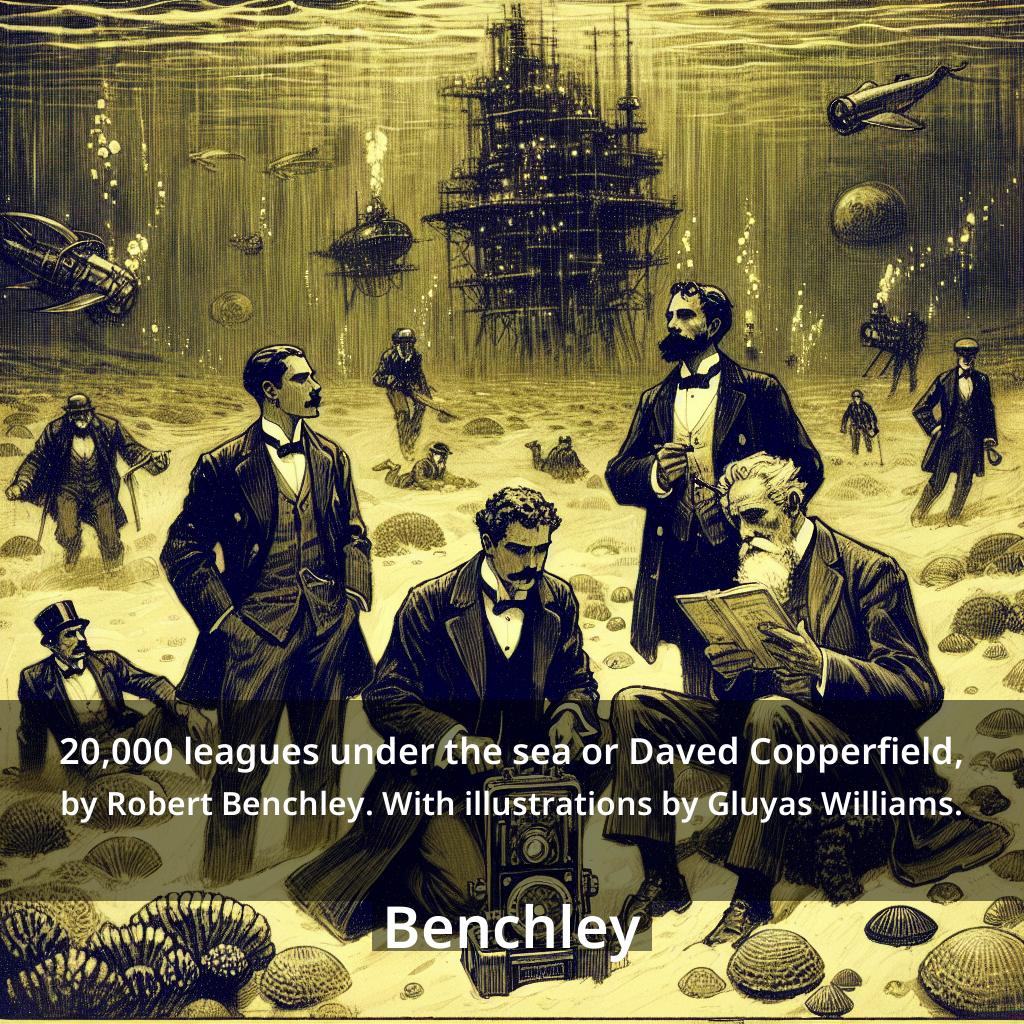 20,000 leagues under the sea or Daved Copperfield,
by Robert Benchley. With illustrations by Gluyas Williams.
Benchley